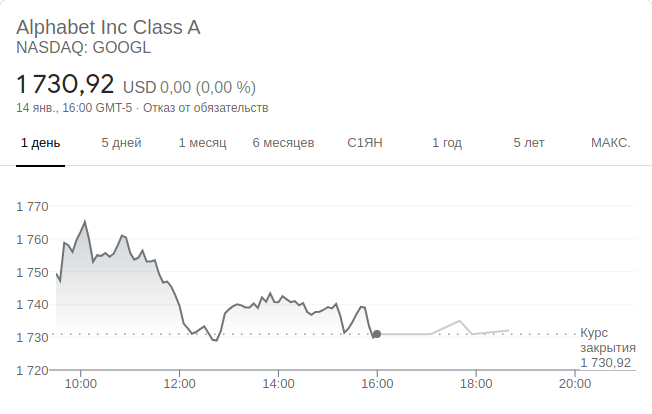 Alphabet Inc Class A
NASDAQ: GOOGL
1 730,92 USD 0,00 (0,00 %)
14 янв., 16:00 GMT-5 · Отказ от обязательств
1 день 5 дней 1 месяц 6 месяцев С1ЯН 1 год 5 лет МАКС.
1 770
1 760
1 750
1 740
1 730
1 720
Курс
закрытия
1 730,92
10:00 12:00 14:00 16:00 18:00 20:00